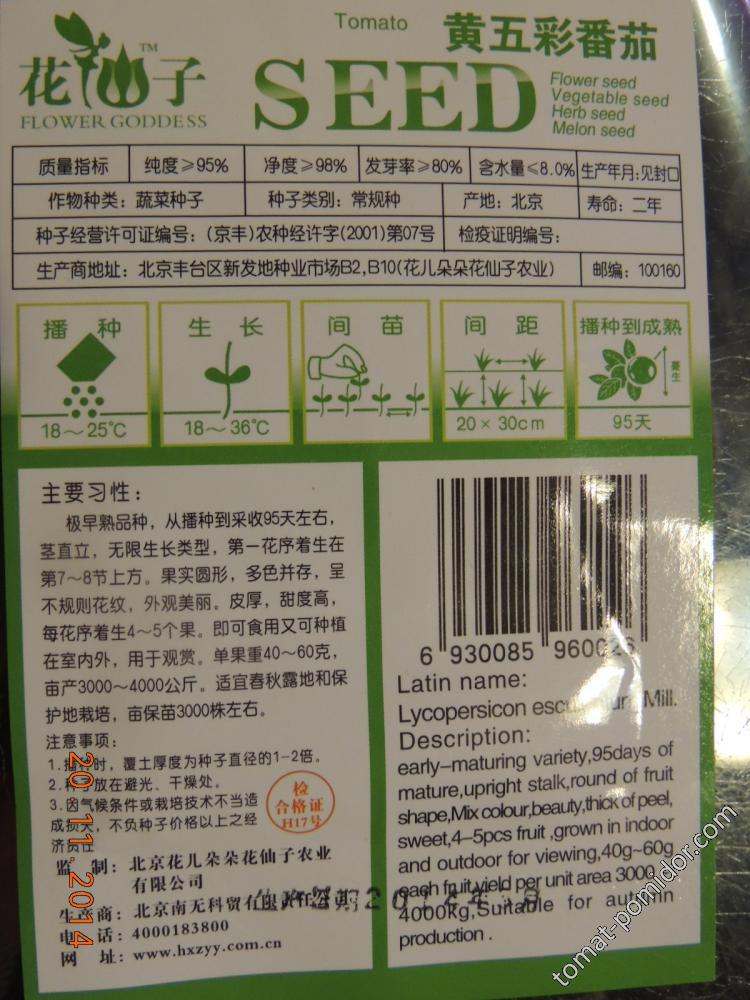 Tomato
黄五彩番茄
花仙子
TM
FLOWER GODDESS
SEED
Flower seed
Vegetable seed
Herb seed
Melon seed
质量指标 纯度≥95% 净度≥98% 发芽率≥80% 含水量≤8.0% 生产年月:见封口
作物种类：蔬菜种子 种子类别：常规种 产地：北京 寿命：二年
种子经营许可证编号：(京丰)农种经许字(2001)第07号 检疫证明编号：
生产商地址：北京丰台区新发地种业市场B2,B10(花儿朵朵花仙子农业) 邮编：100160
播种 生长 间苗 间距 播种到成熟
蔓生
18～25℃ 18～36℃ 20×30cm 95天
主要习性：
极早熟品种，从播种到采收95天左右，
茎直立，无限生长类型，第一花序着生在
第7～8节上方。果实圆形，多色并存，呈
不规则花纹，外观美丽。皮厚，甜度高，
每花序着生4～5个果。即可食用又可种植
在室内外，用于观赏。单果重40～60克，
亩产3000～4000公斤。适宜春秋露地和保
护地栽培，亩保苗3000株左右。
注意事项：
1.播种时，覆土厚度为种子直径的1-2倍。
2.种子放在避光、干燥处。
3.因气候条件或栽培技术不当造
成损失，不负种子价格以上之经
济责任
检
合格证
H17号
监 制：北京花儿朵朵花仙子农业
有限公司
生产商：北京南无科贸有限责任公司
电 话：4000183800
网 址：www.hxzyy.com.cn
6 930085 960026
Latin name:
Lycopersicon Mill.
Description:
early–maturing variety,95days of
mature,upright stalk,round of fruit
shape,Mix colour,beauty,thick of peel,
sweet,4–5pcs fruit ,grown in indoor
and outdoor for viewing,40g~60g
each fruit,yield per unit area 3000
4000kg,Suitable for autumn
production .
20 11 2014
tomat-pomidor.com